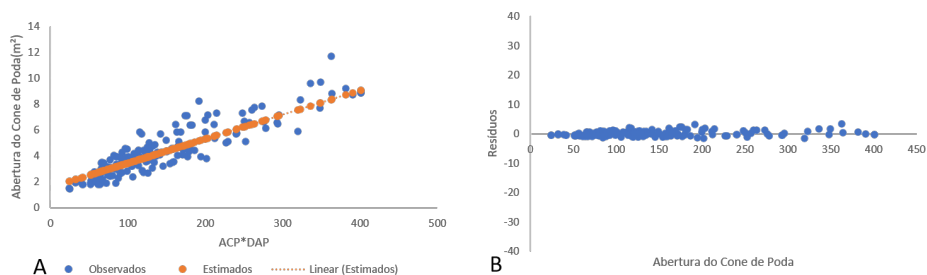 14
12
10
8
6
4
2
0
Abertura do Cone de Poda(m²)
0 100 200 300 400 500
ACP*DAP
A
Observados Estimados Linear (Estimados)
40
30
20
10
0
-10
-20
-30
-40
Resíduos
0 50 100 150 200 250 300 350 400 450
Abertura do Cone de Poda
B